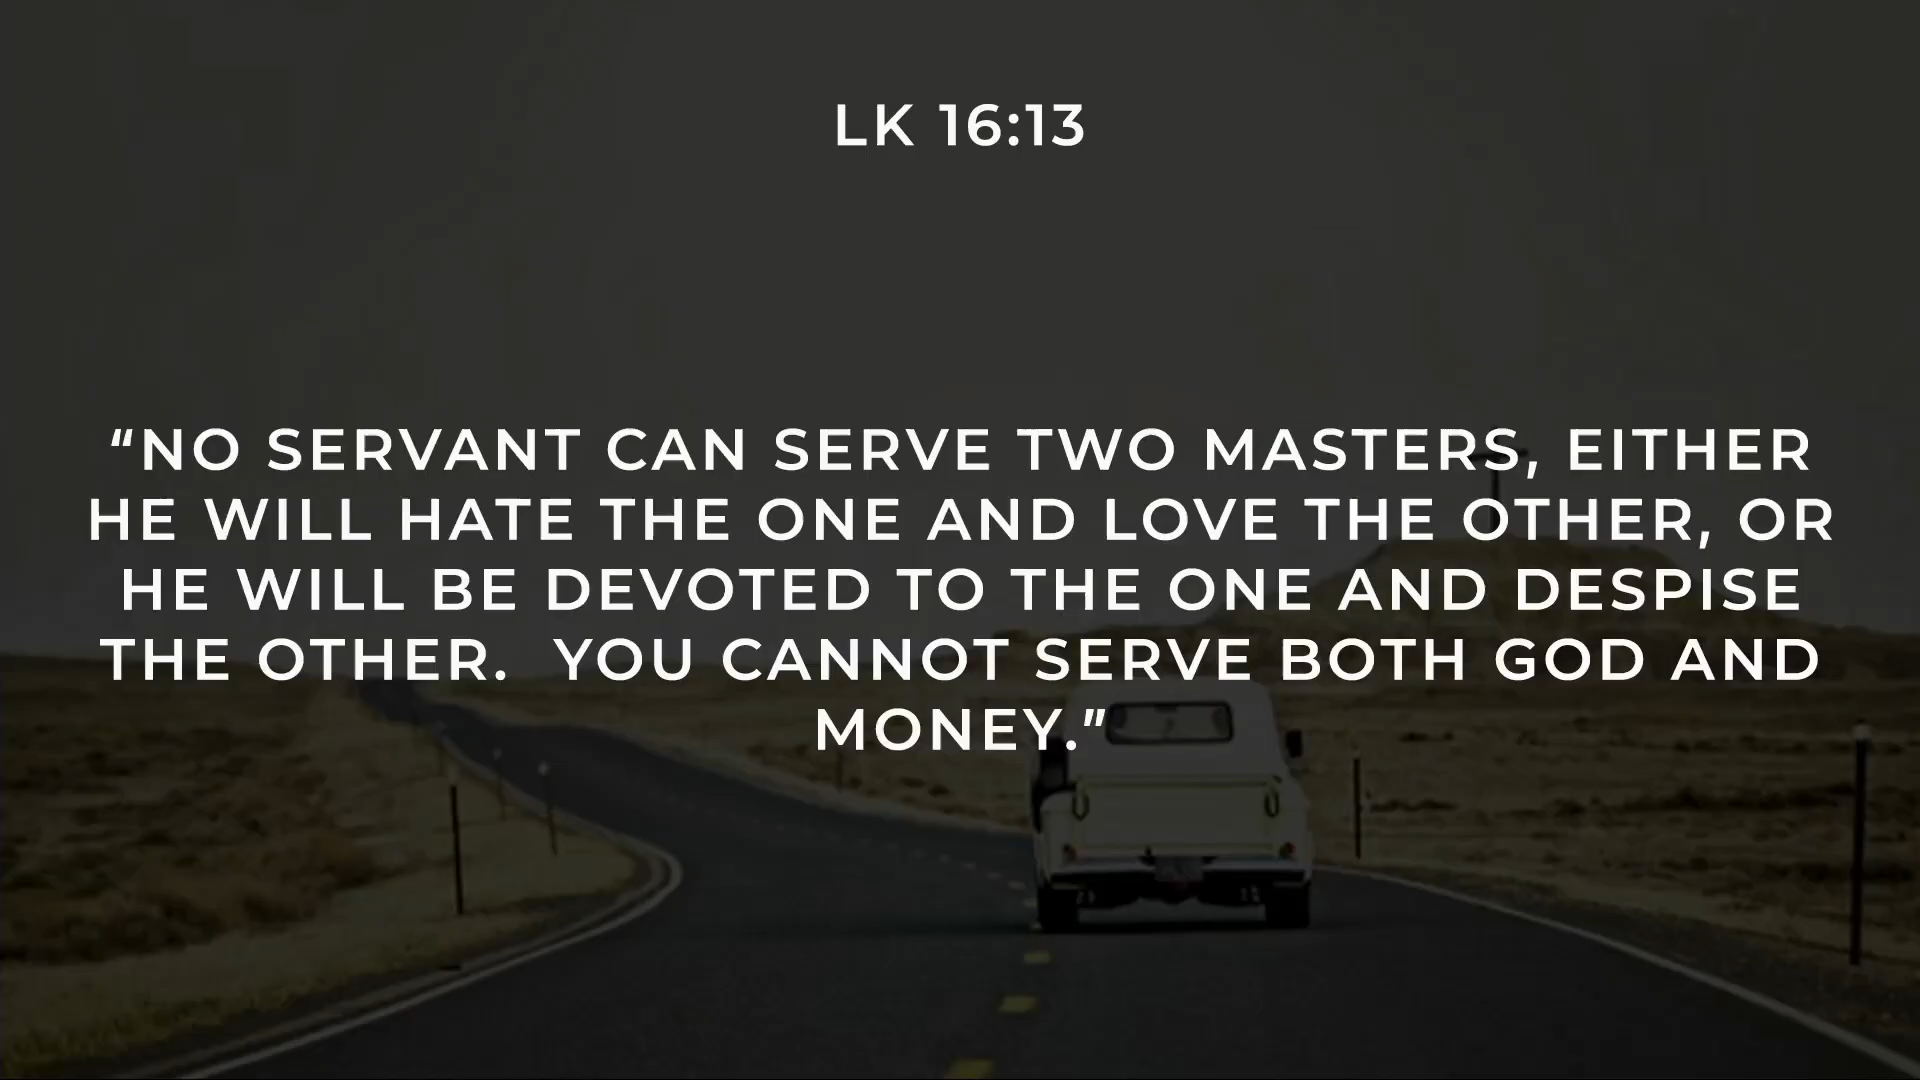 LK 16:13
“NO SERVANT CAN SERVE TWO MASTERS, EITHER
HE WILL HATE THE ONE AND LOVE THE OTHER, OR
HE WILL BE DEVOTED TO THE ONE AND DESPISE
THE OTHER.  YOU CANNOT SERVE BOTH GOD AND
MONEY.”